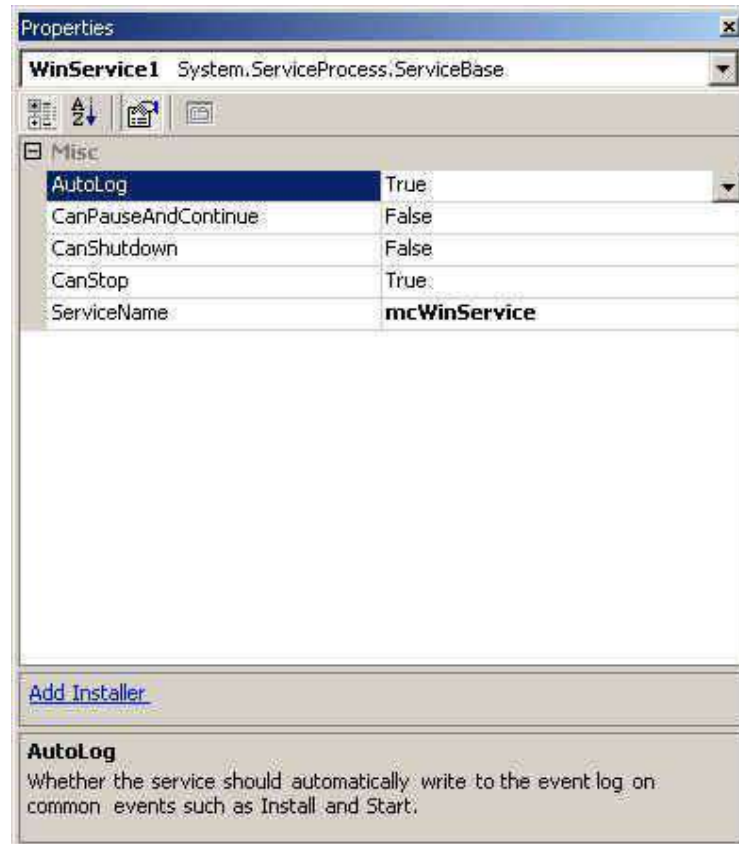 Properties
WinService1 System.ServiceProcess.ServiceBase
Misc
AutoLog True
CanPauseAndContinue False
CanShutdown False
CanStop True
ServiceName mcWinService
Add Installer
AutoLog
Whether the service should automatically write to the event log on
common events such as Install and Start.